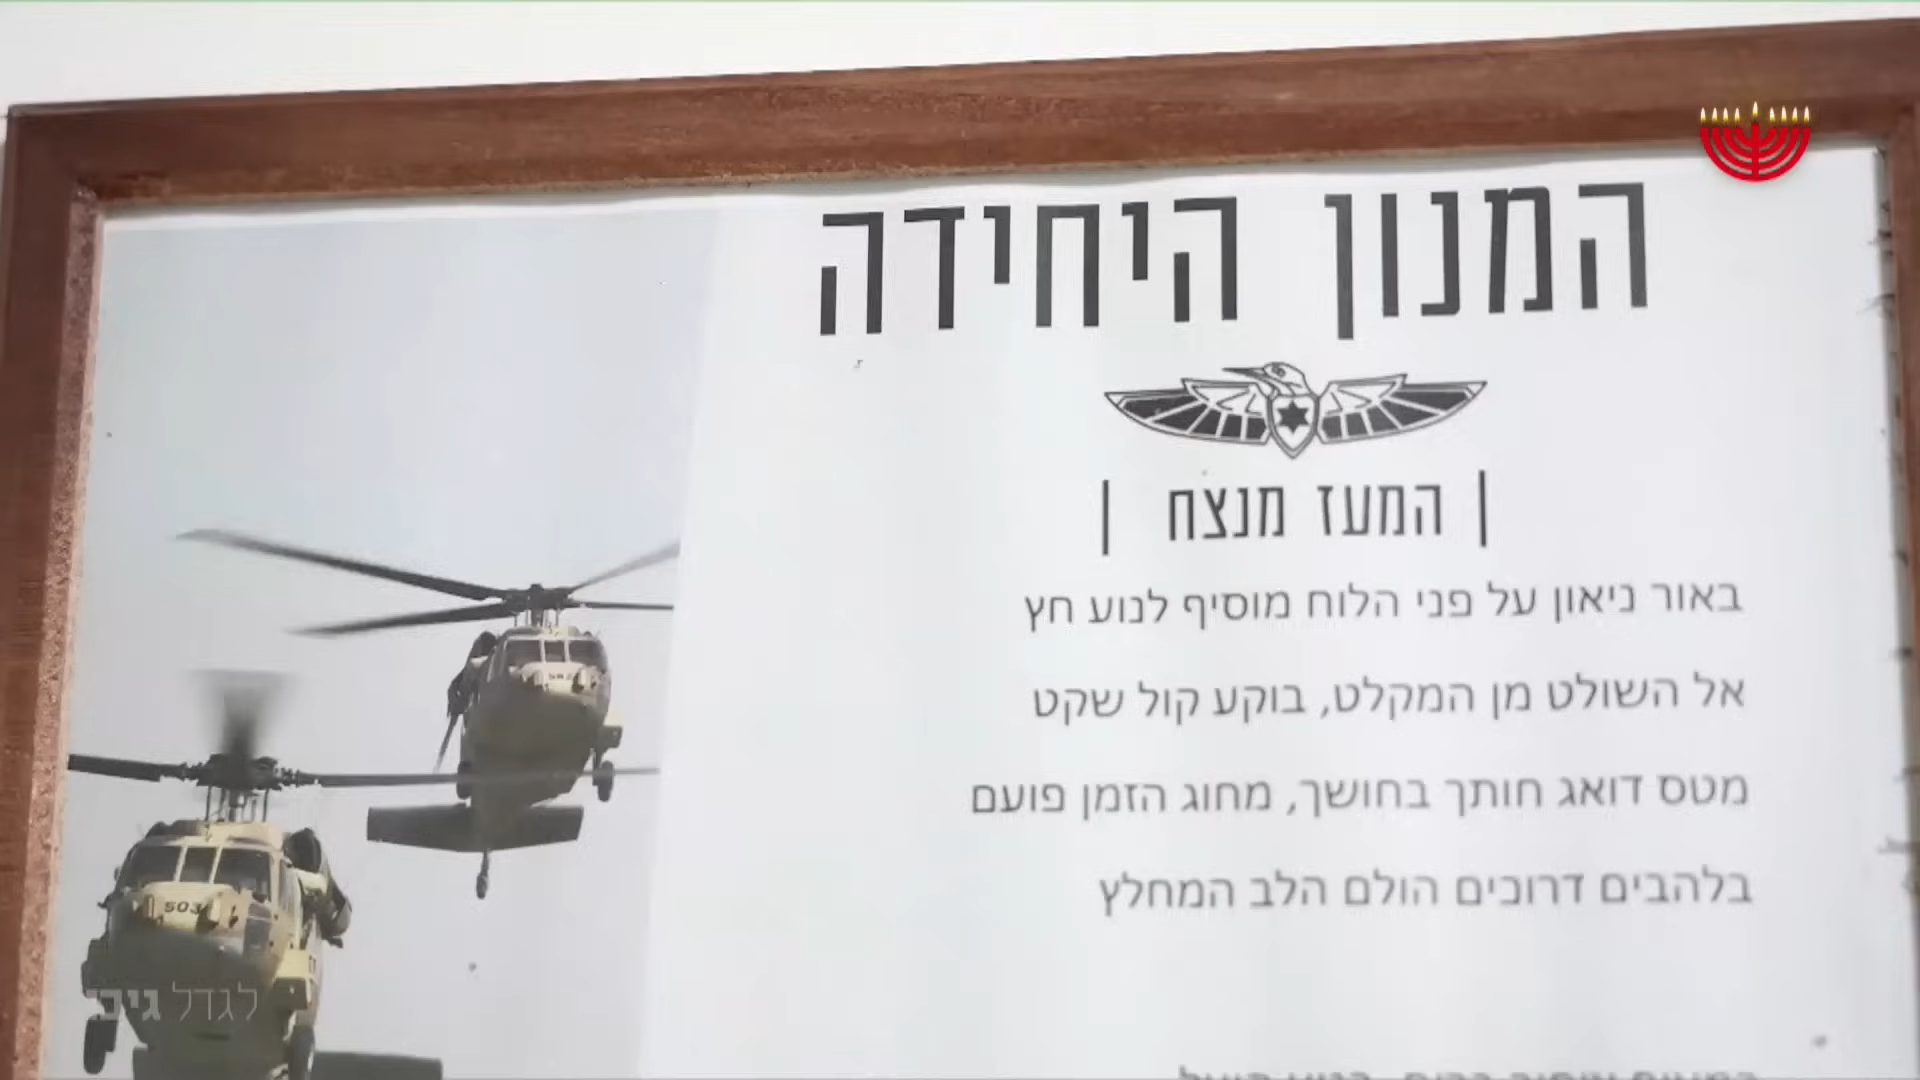 המנון היחידה
| המעז מנצח |
באור ניאון על פני הלוח מוסיף לנוע חץ
אל השולט מן המקלט, בוקע קול שקט
מטס דואג חותך בחושך, מחוג הזמן פועם
בלהבים דרוכים הולם הלב המחלץ
503
לגדל